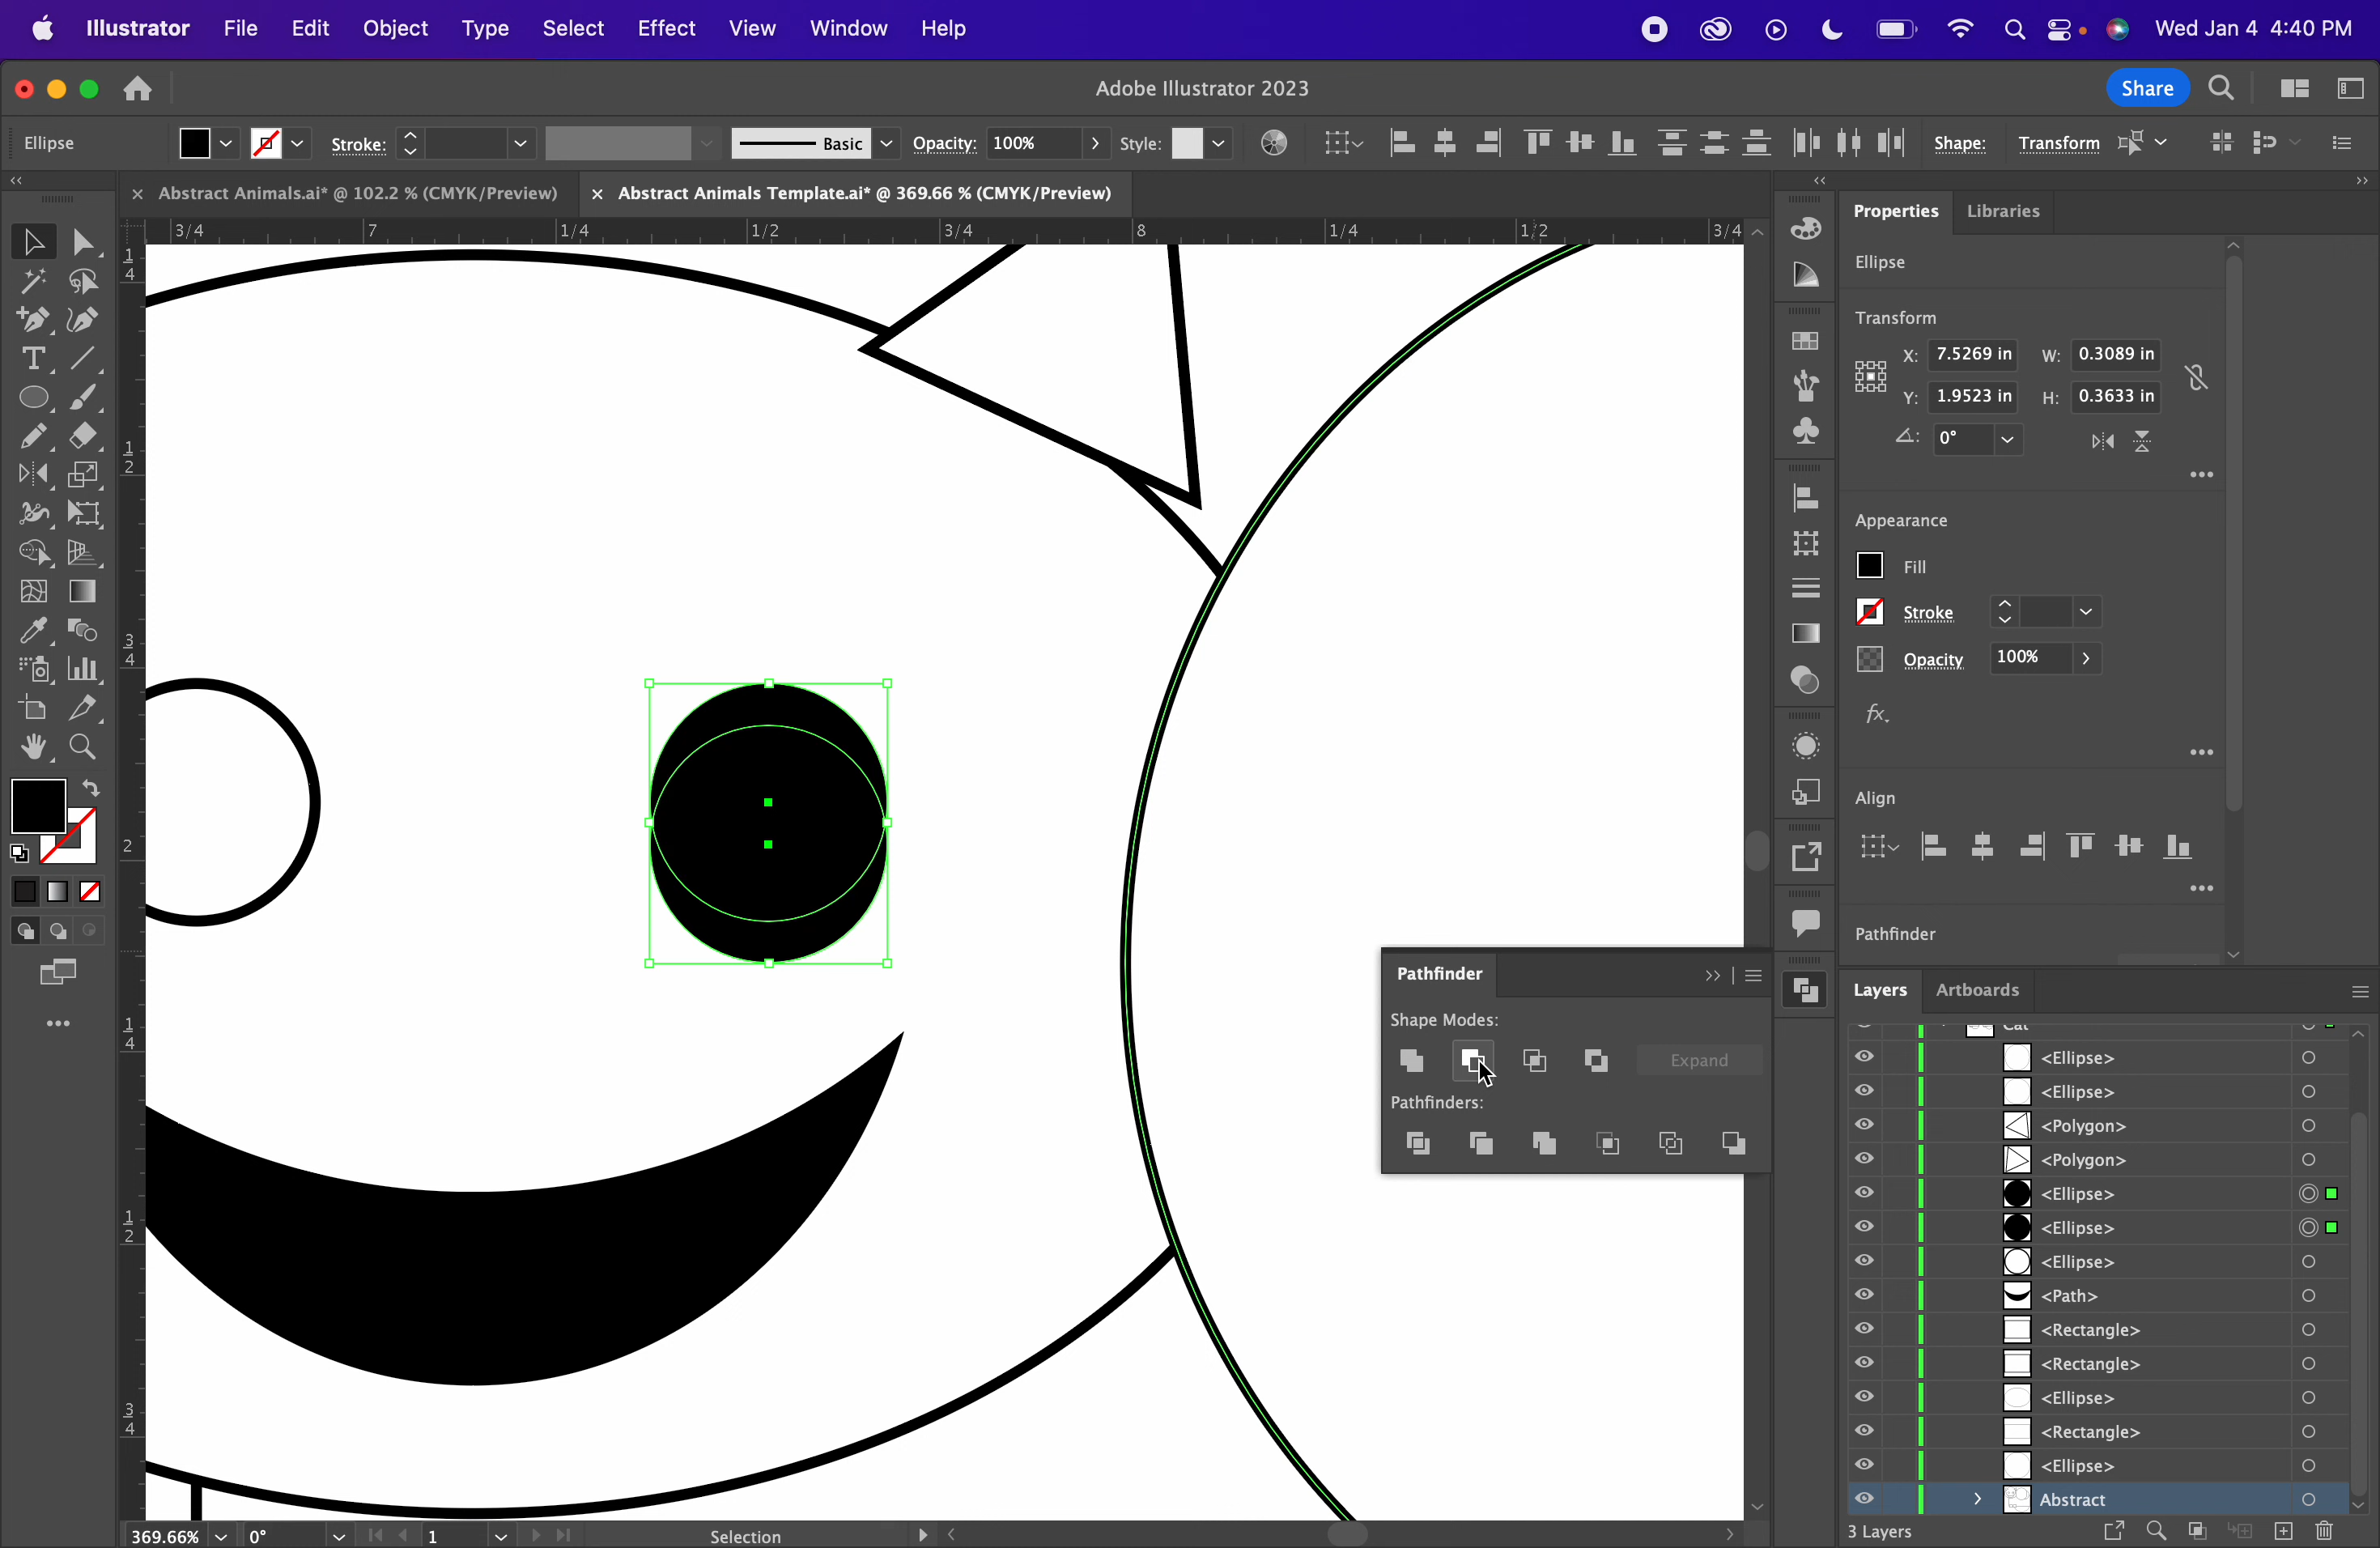 Illustrator File Edit Object Type Select Effect View Window Help Wed Jan 4 4:40 PM
Adobe Illustrator 2023 Share
Ellipse Stroke: Basic Opacity: 100% Style: Shape: Transform
Abstract Animals.ai* @ 102.2 % (CMYK/Preview) Abstract Animals Template.ai* @ 369.66 % (CMYK/Preview)
3/4 7 1/4 1/2 3/4 8 1/4 1/2 3/4
1
4
1
2
3
4
2
1
4
1
2
3
4
Properties Libraries
Ellipse
Transform
X: 7.5269 in W: 0.3089 in
Y: 1.9523 in H: 0.3633 in
0°
Appearance
Fill
Stroke
Opacity 100%
fx.
Align
Pathfinder
Pathfinder
Shape Modes:
Expand
Pathfinders:
Layers Artboards
Cat
<Ellipse>
<Ellipse>
<Polygon>
<Polygon>
<Ellipse>
<Ellipse>
<Ellipse>
<Path>
<Rectangle>
<Rectangle>
<Ellipse>
<Rectangle>
<Ellipse>
Abstract
3 Layers
369.66% 0° 1 Selection